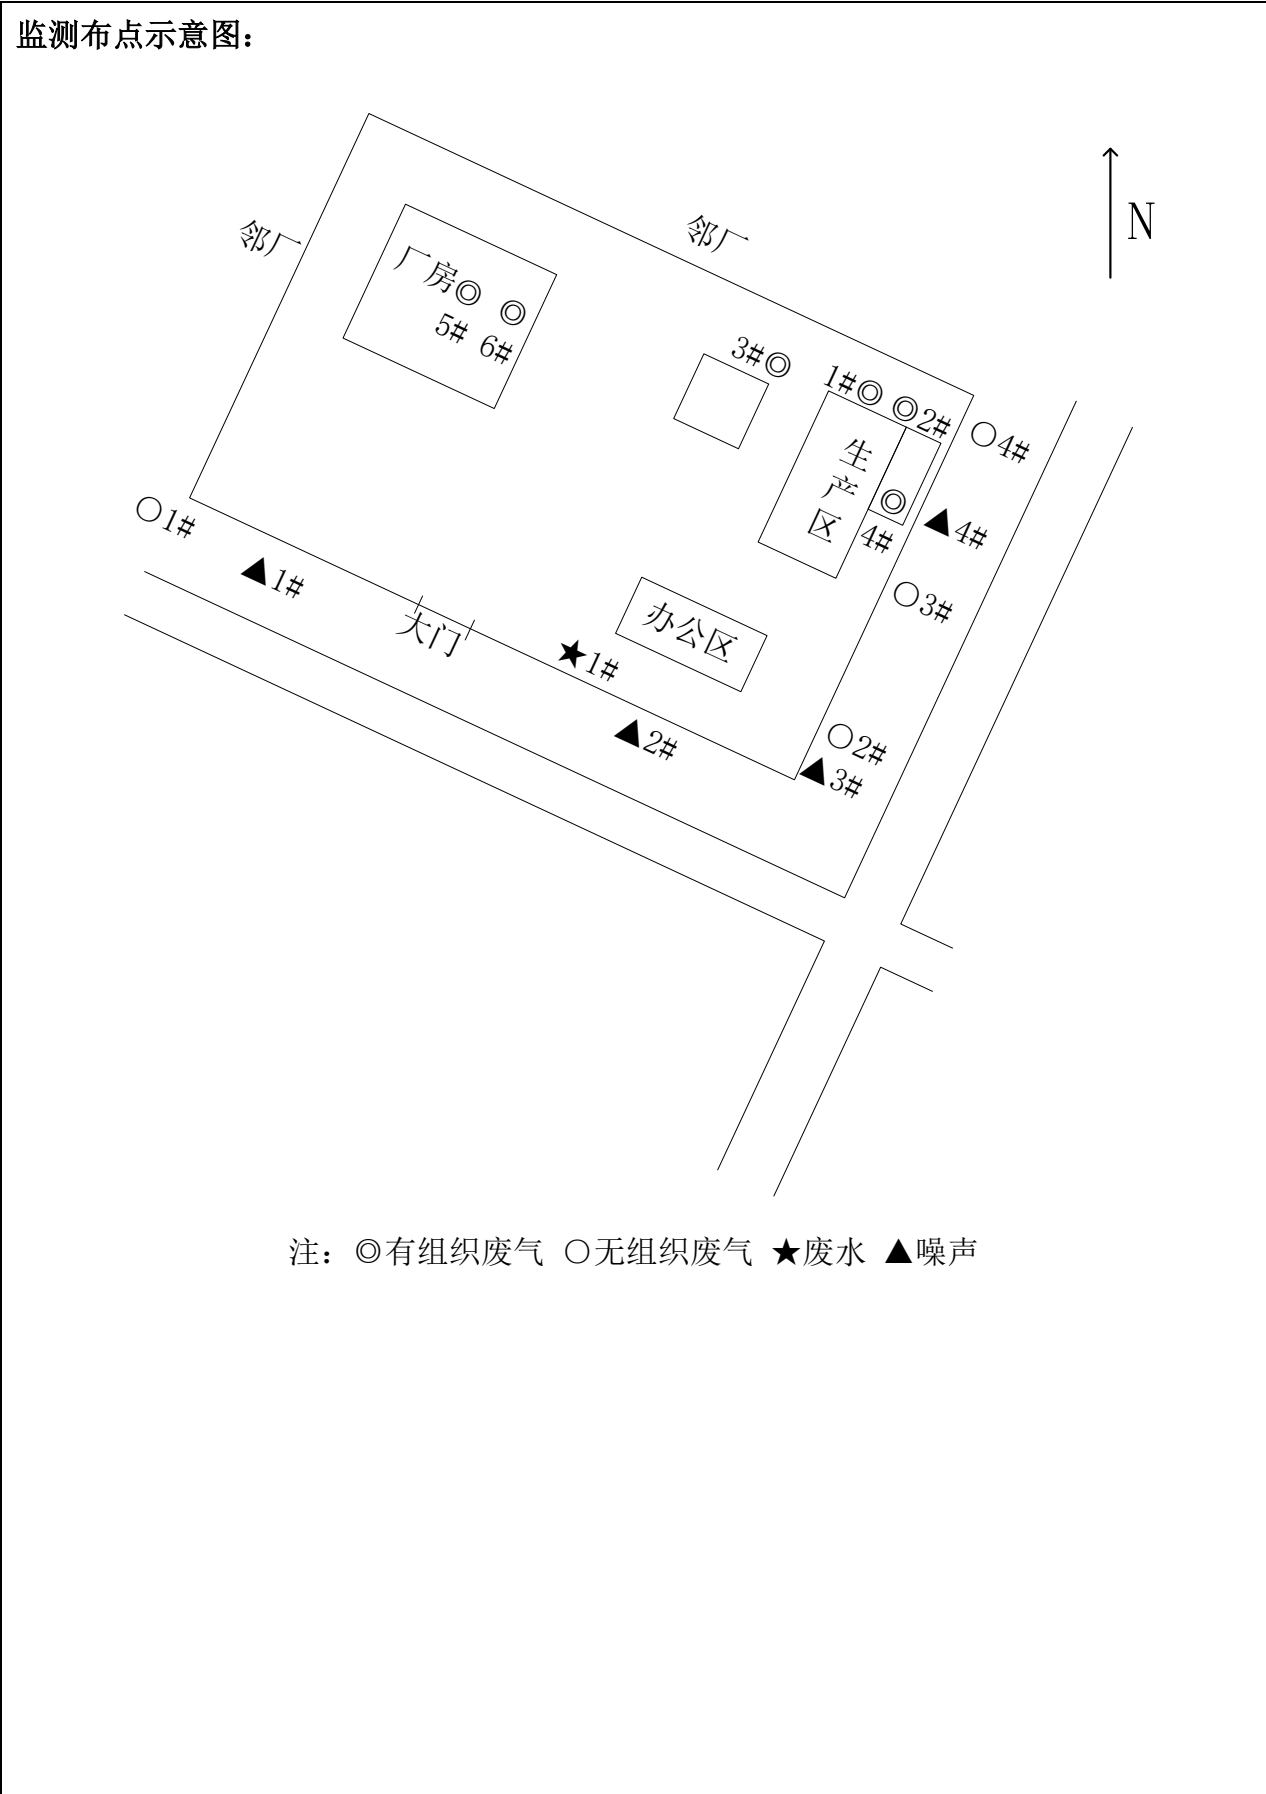 监测布点示意图：
N
邻厂
邻厂
厂房◎ ◎
5# 6#
3#◎
1#◎ ◎2#
○4#
生产区
◎
4#
▲4#
○1#
▲1#
○3#
大门
办公区
★1#
▲2#
○2#
▲3#
注：◎有组织废气 ○无组织废气 ★废水 ▲噪声